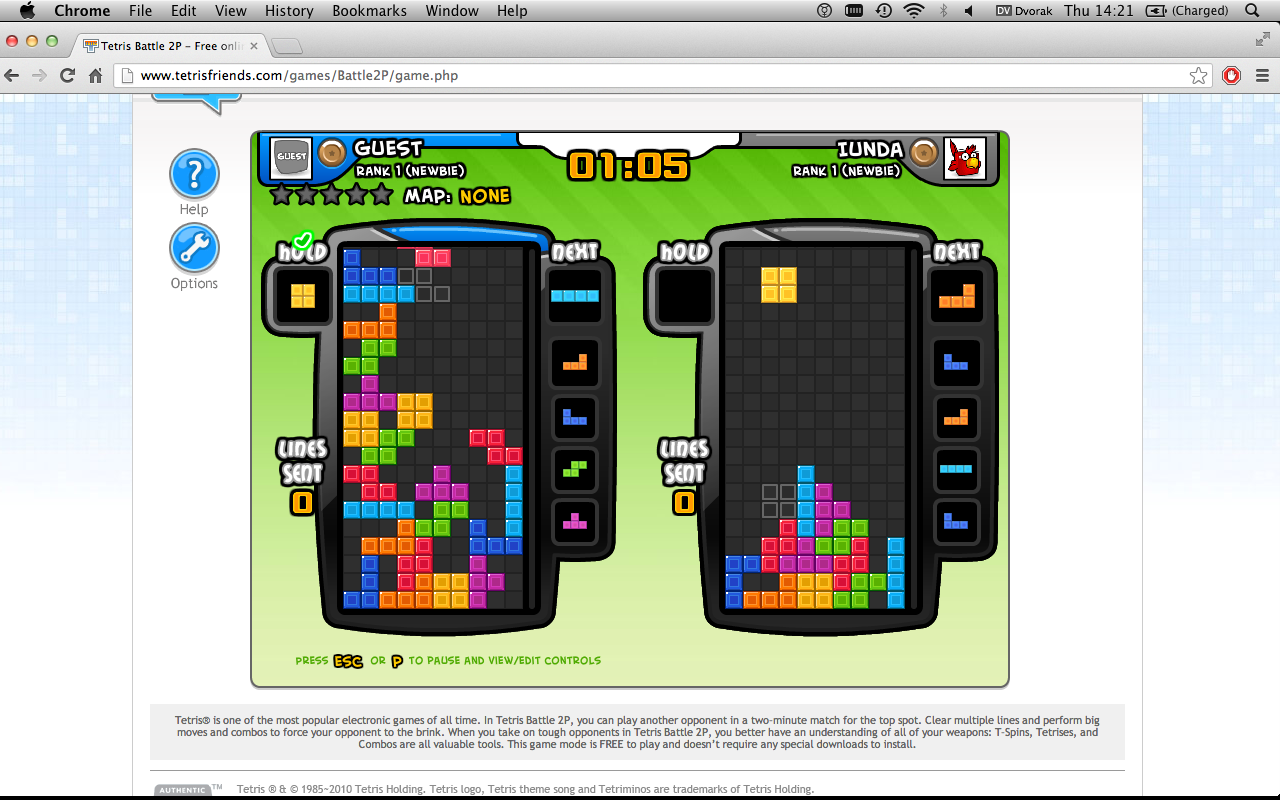 Chrome File Edit View History Bookmarks Window Help DV Dvorak Thu 14:21 (Charged)
Tetris Battle 2P – Free onli
www.tetrisfriends.com/games/Battle2P/game.php
GUEST GUEST 01:05 IUNDA
RANK 1 (NEWBIE) RANK 1 (NEWBIE)
MAP: NONE
Help
Options
HOLD NEXT HOLD NEXT
LINES SENT 0 LINES SENT 0
PRESS ESC OR P TO PAUSE AND VIEW/EDIT CONTROLS
Tetris® is one of the most popular electronic games of all time. In Tetris Battle 2P, you can play another opponent in a two-minute match for the top spot. Clear multiple lines and perform big
moves and combos to force your opponent to the brink. When you take on tough opponents in Tetris Battle 2P, you better have an understanding of all of your weapons: T-Spins, Tetrises, and
Combos are all valuable tools. This game mode is FREE to play and doesn't require any special downloads to install.
AUTHENTIC TM Tetris ® & © 1985~2010 Tetris Holding. Tetris logo, Tetris theme song and Tetriminos are trademarks of Tetris Holding.